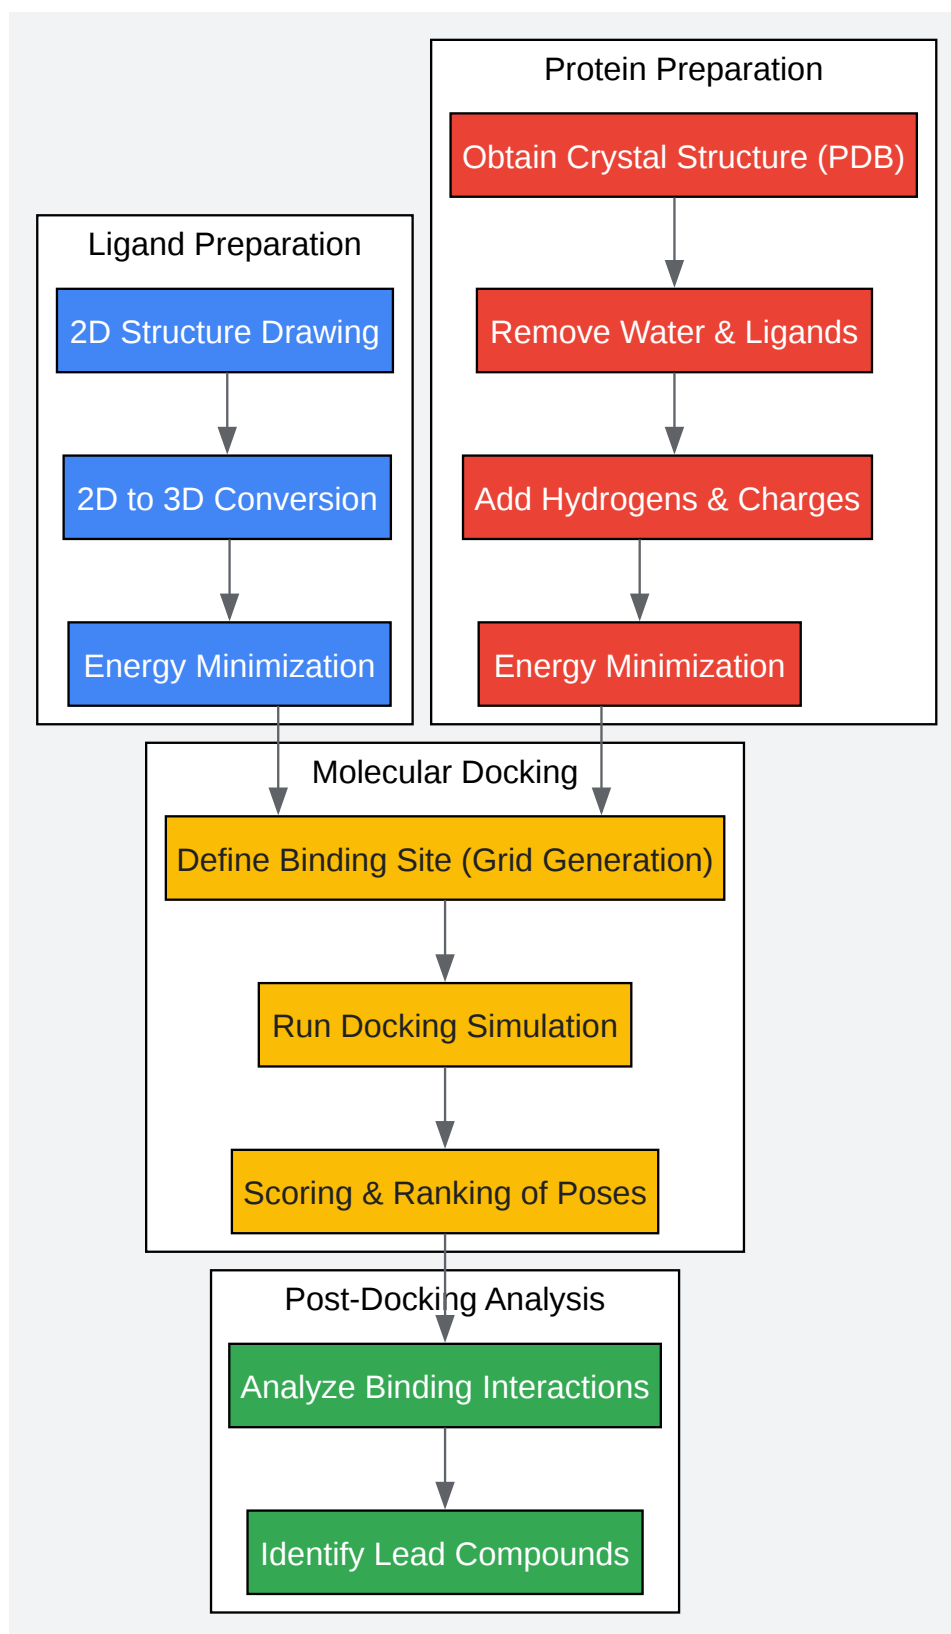 Protein Preparation
Obtain Crystal Structure (PDB)
Remove Water & Ligands
Add Hydrogens & Charges
Energy Minimization
Ligand Preparation
2D Structure Drawing
2D to 3D Conversion
Energy Minimization
Molecular Docking
Define Binding Site (Grid Generation)
Run Docking Simulation
Scoring & Ranking of Poses
Post-Docking Analysis
Analyze Binding Interactions
Identify Lead Compounds